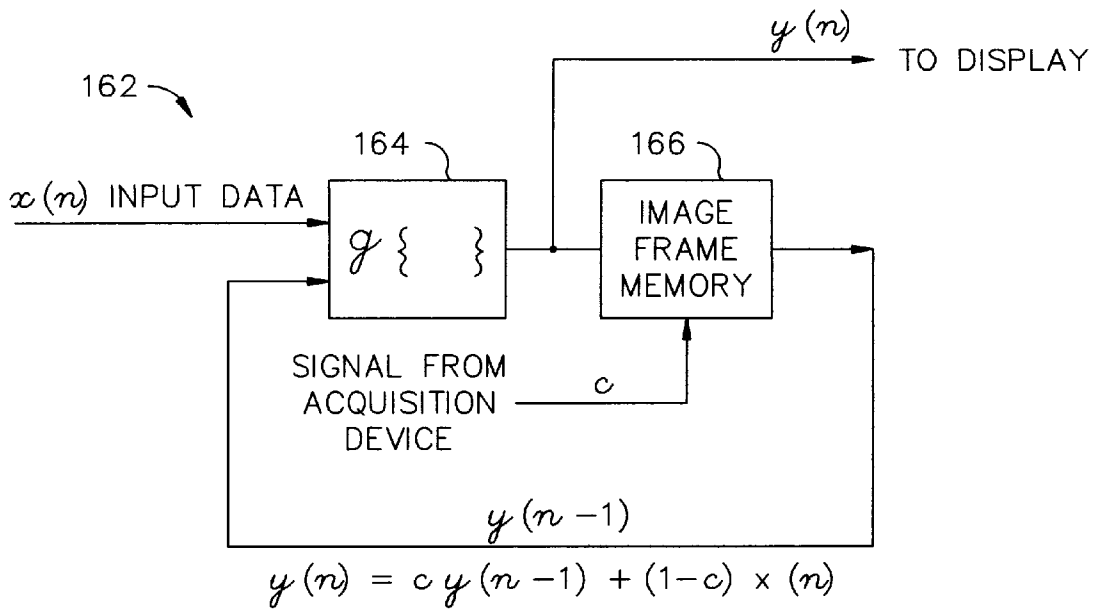 y(n)
TO DISPLAY
162
164
166
x(n) INPUT DATA
g{ }
IMAGE
FRAME
MEMORY
SIGNAL FROM
ACQUISITION
DEVICE
c
y(n-1)
y(n) = c y(n-1) + (1-c) x (n)